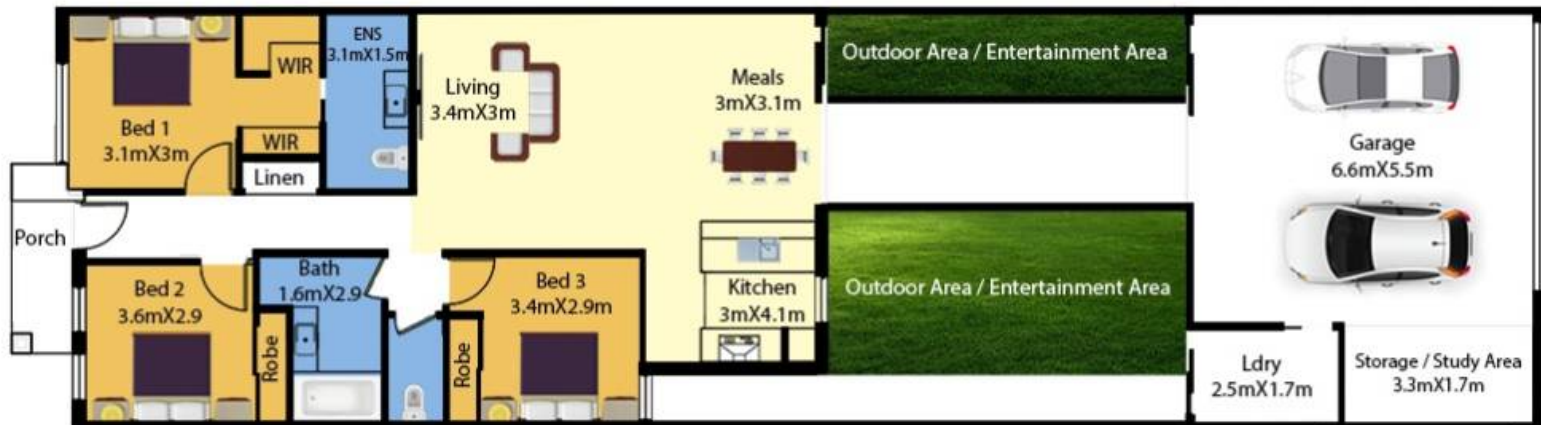 Bed 1
3.1mX3m
WIR
WIR
Linen
ENS
3.1mX1.5m
Living
3.4mX3m
Meals
3mX3.1m
Outdoor Area / Entertainment Area
Garage
6.6mX5.5m
Porch
Bed 2
3.6mX2.9
Robe
Bath
1.6mX2.9
Robe
Bed 3
3.4mX2.9m
Kitchen
3mX4.1m
Outdoor Area / Entertainment Area
Ldry
2.5mX1.7m
Storage / Study Area
3.3mX1.7m